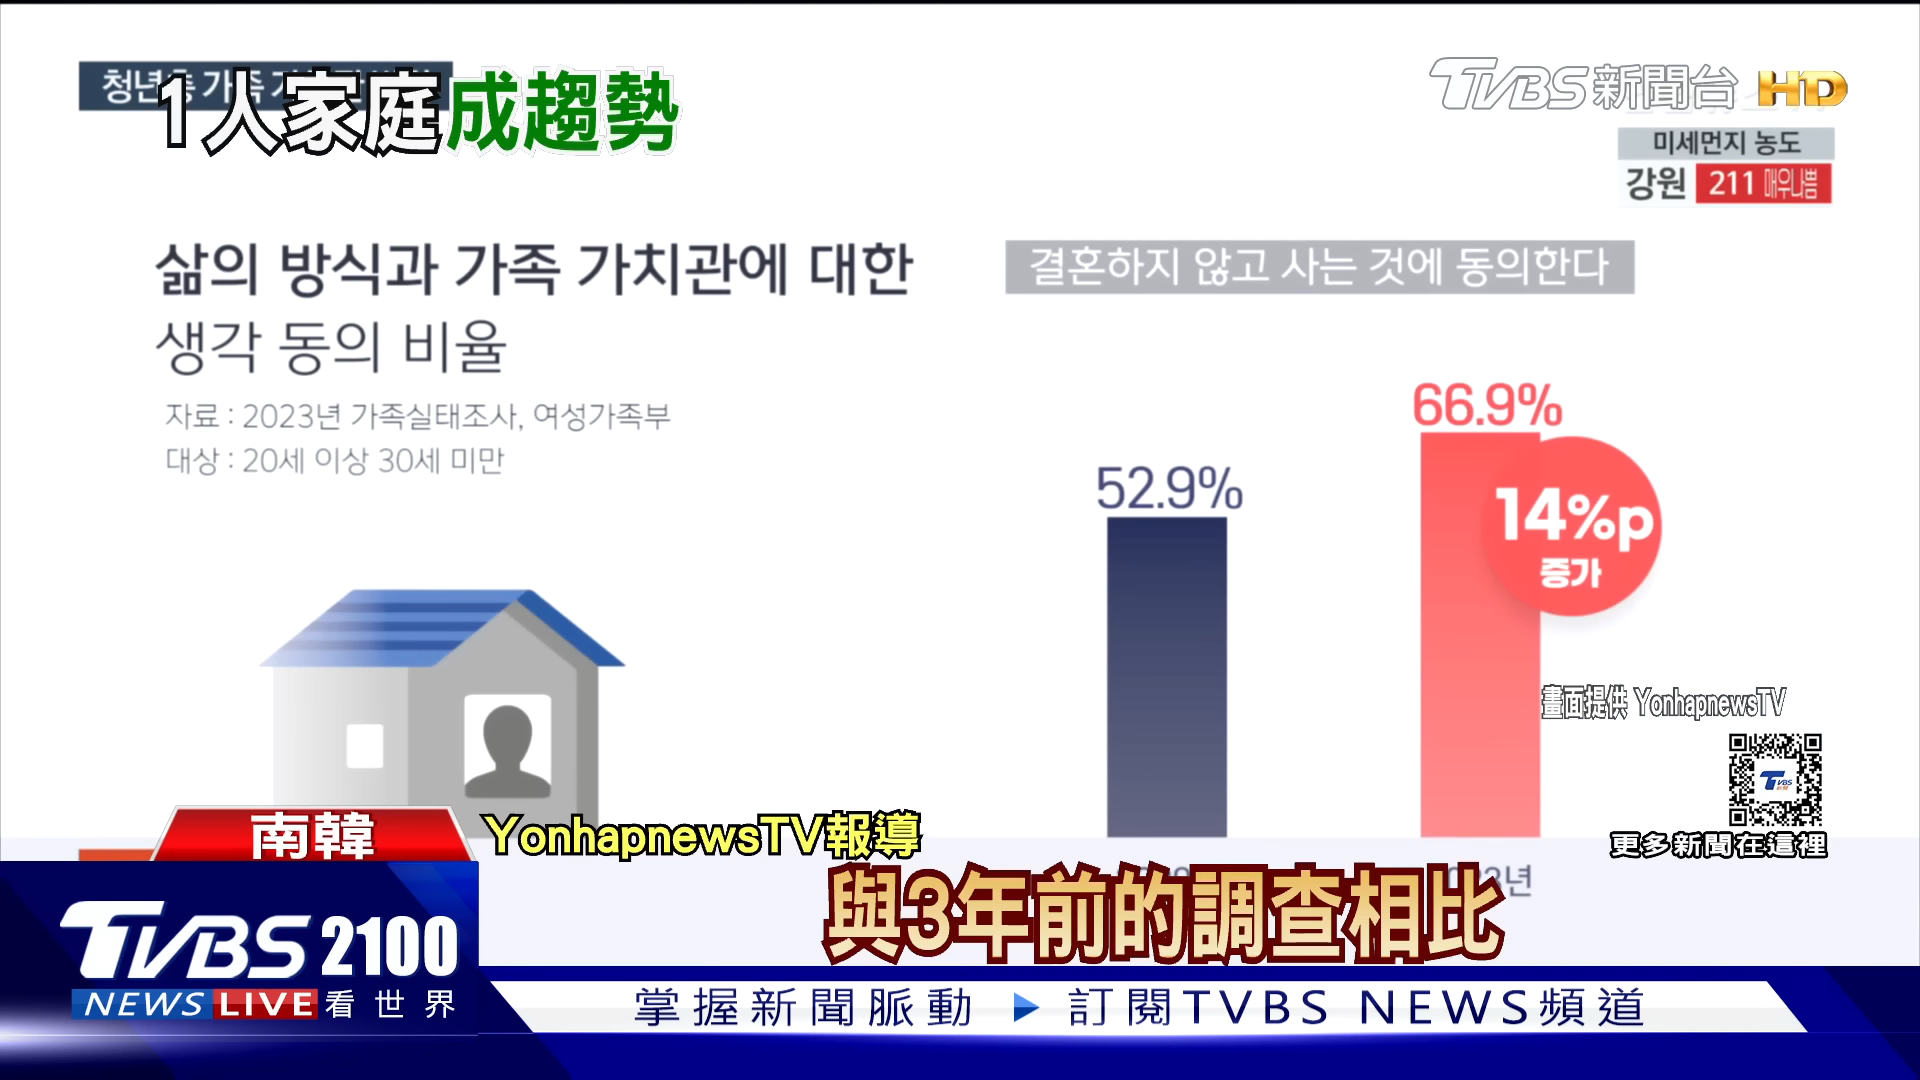 1人家庭成趨勢
TVBS新聞台 HD
미세먼지 농도
강원 211 매우나쁨
삶의 방식과 가족 가치관에 대한
생각 동의 비율
자료 : 2023년 가족실태조사, 여성가족부
대상 : 20세 이상 30세 미만
결혼하지 않고 사는 것에 동의한다
52.9%
66.9%
14%p
증가
畫面提供 YonhapnewsTV
TVBS
更多新聞在這裡
南韓
YonhapnewsTV報導
與3年前的調查相比
TVBS 2100
NEWS LIVE 看世界
掌握新聞脈動 ▶ 訂閱TVBS NEWS頻道